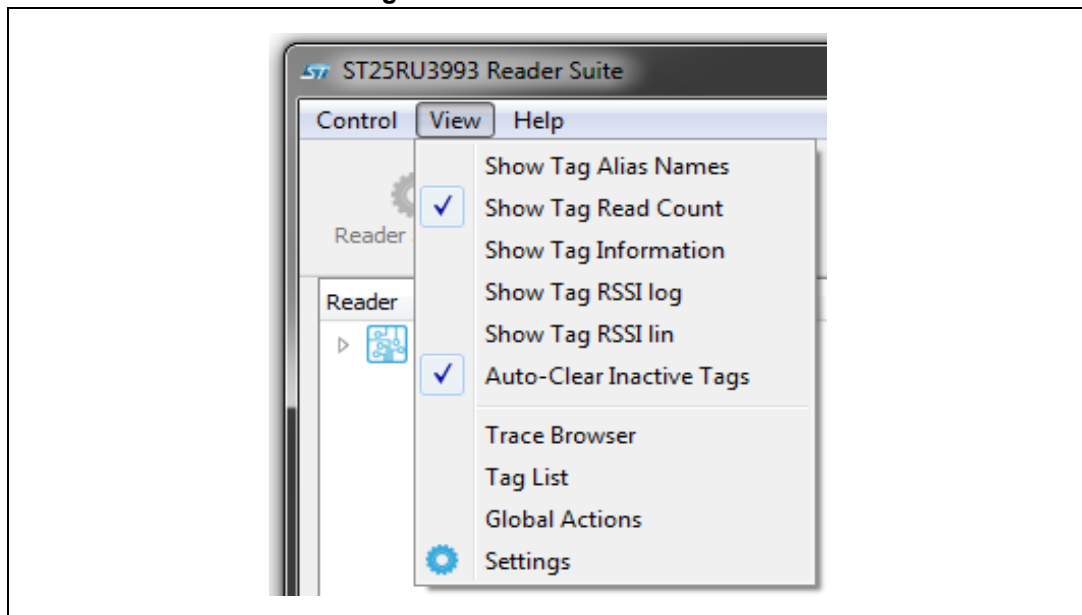 ST25RU3993 Reader Suite
Control View Help
Show Tag Alias Names
Show Tag Read Count
Reader
Show Tag Information
Reader
Show Tag RSSI log
Show Tag RSSI lin
Auto-Clear Inactive Tags
Trace Browser
Tag List
Global Actions
Settings